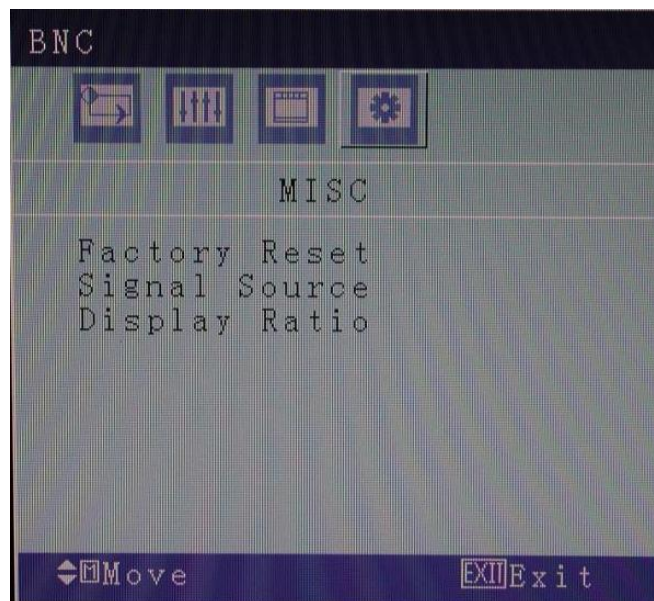 BNC
MISC
Factory Reset
Signal Source
Display Ratio
M Move EXIT Exit